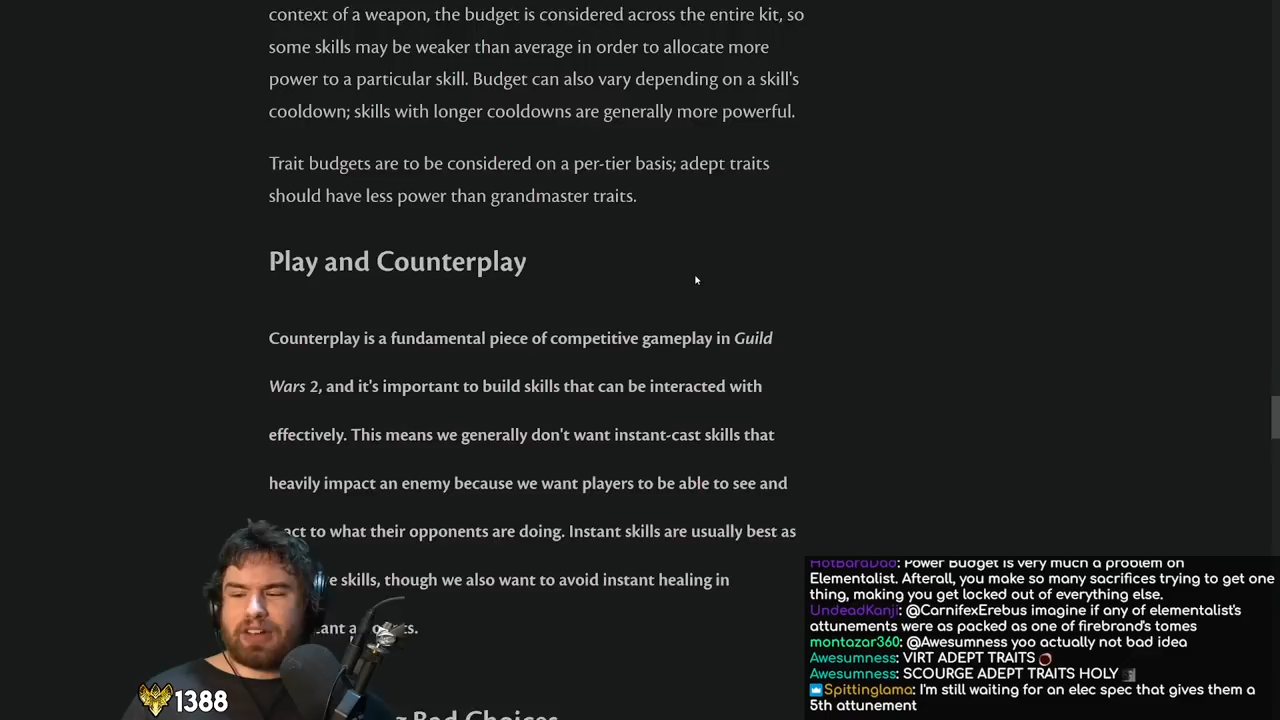 context of a weapon, the budget is considered across the entire kit, so
some skills may be weaker than average in order to allocate more
power to a particular skill. Budget can also vary depending on a skill's
cooldown; skills with longer cooldowns are generally more powerful.
Trait budgets are to be considered on a per-tier basis; adept traits
should have less power than grandmaster traits.
Play and Counterplay
Counterplay is a fundamental piece of competitive gameplay in Guild
Wars 2, and it's important to build skills that can be interacted with
effectively. This means we generally don't want instant-cast skills that
heavily impact an enemy because we want players to be able to see and
to what their opponents are doing. Instant skills are usually best as
skills, though we also want to avoid instant healing in
Bad Choices
1388
HotBaraDad: Power Budget is very much a problem on
Elementalist. Afterall, you make so many sacrifices trying to get one
thing, making you get locked out of everything else.
UndeadKanji: @CarnifexErebus imagine if any of elementalist's
attunements were as packed as one of firebrand's tomes
montazar360: @Awesumness yoo actually not bad idea
Awesumness: VIRT ADEPT TRAITS
Awesumness: SCOURGE ADEPT TRAITS HOLY
Spittinglama: I'm still waiting for an elec spec that gives them a
5th attunement